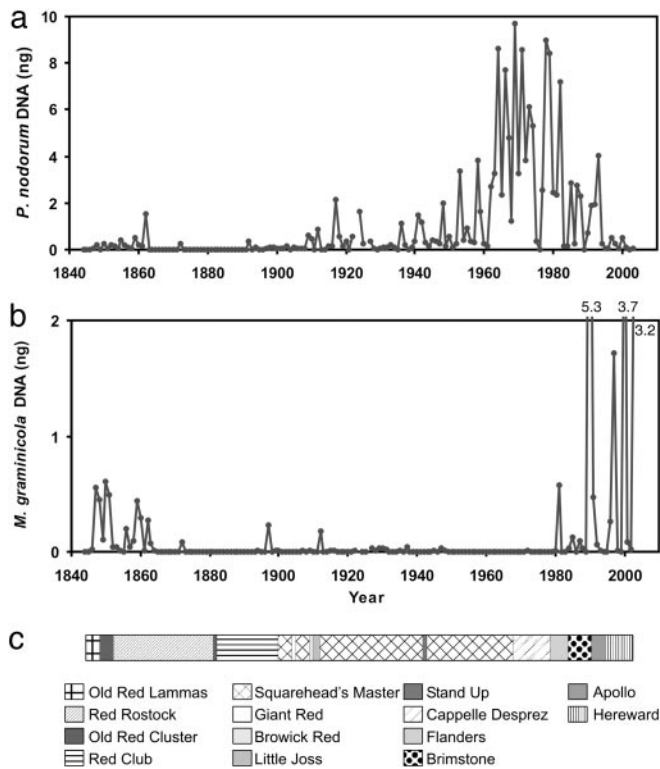 a
P. nodorum DNA (ng)
10
8
6
4
2
0
1840 1860 1880 1900 1920 1940 1960 1980 2000
b
5.3 3.7
3.2
M. graminicola DNA (ng)
2
1
0
1840 1860 1880 1900 1920 1940 1960 1980 2000
Year
c
Old Red Lammas Squarehead's Master Stand Up Apollo
Red Rostock Giant Red Cappelle Desprez Hereward
Old Red Cluster Browick Red Flanders
Red Club Little Joss Brimstone